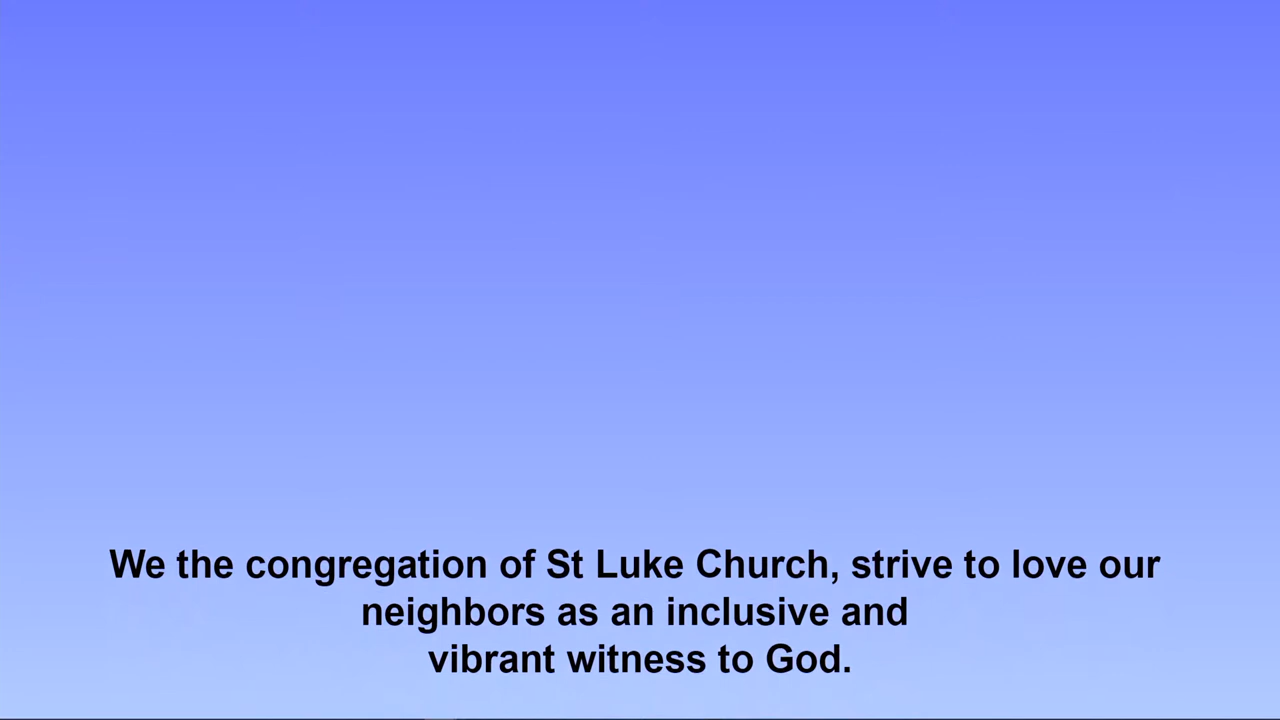 We the congregation of St Luke Church, strive to love our
neighbors as an inclusive and
vibrant witness to God.